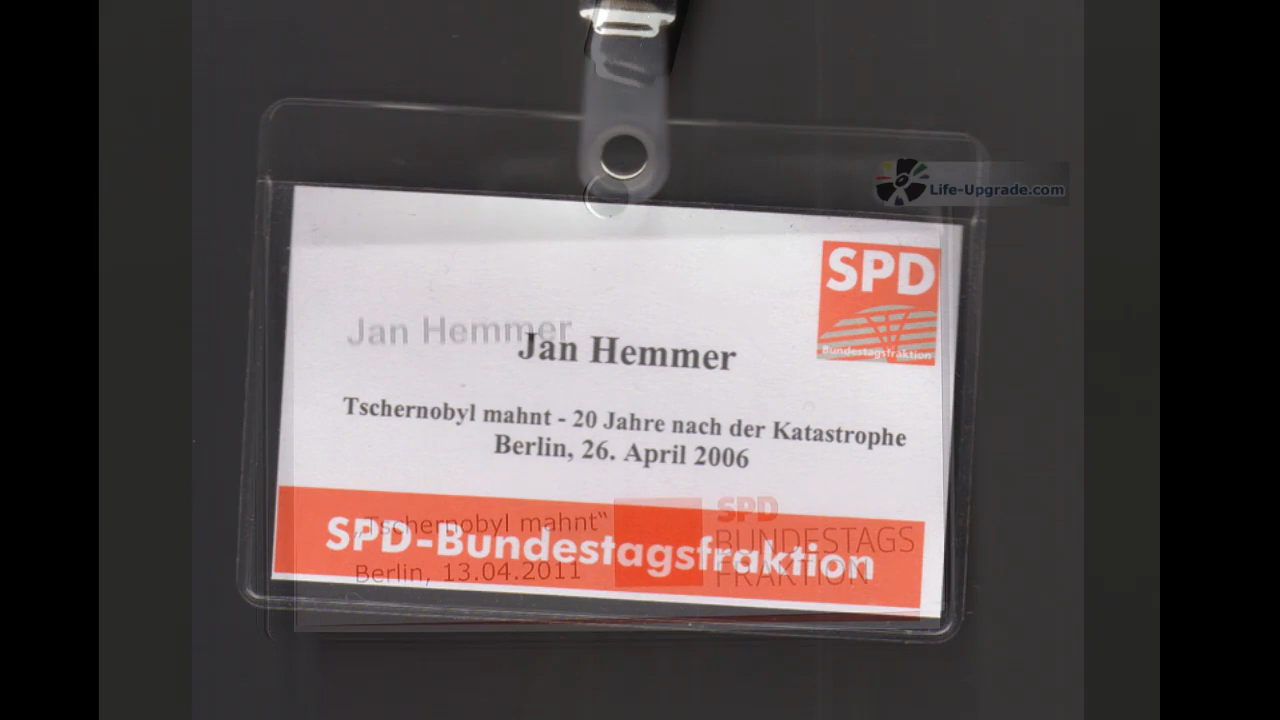 Life-Upgrade.com
SPD
Bundestagsfraktion
Jan Hemmer
Jan Hemmer
Tschernobyl mahnt - 20 Jahre nach der Katastrophe
Berlin, 26. April 2006
SPD-Bundestagsfraktion
„Tschernobyl mahnt“
Berlin, 13.04.2011
SPD
BUNDESTAGS
FRAKTION